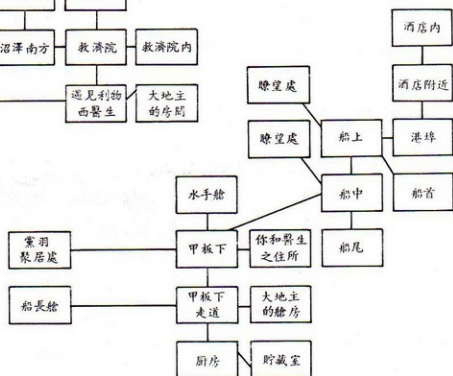 酒店內
沼澤南方
救濟院
救濟院內
酒店附近
遇見利物
西醫生
大地主
的房間
瞭望處
瞭望處
船上
港埠
水手艙
船中
船首
黨羽
聚居處
甲板下
你和醫生
之住所
船尾
船長艙
甲板下
走道
大地主
的艙房
厨房
貯藏室